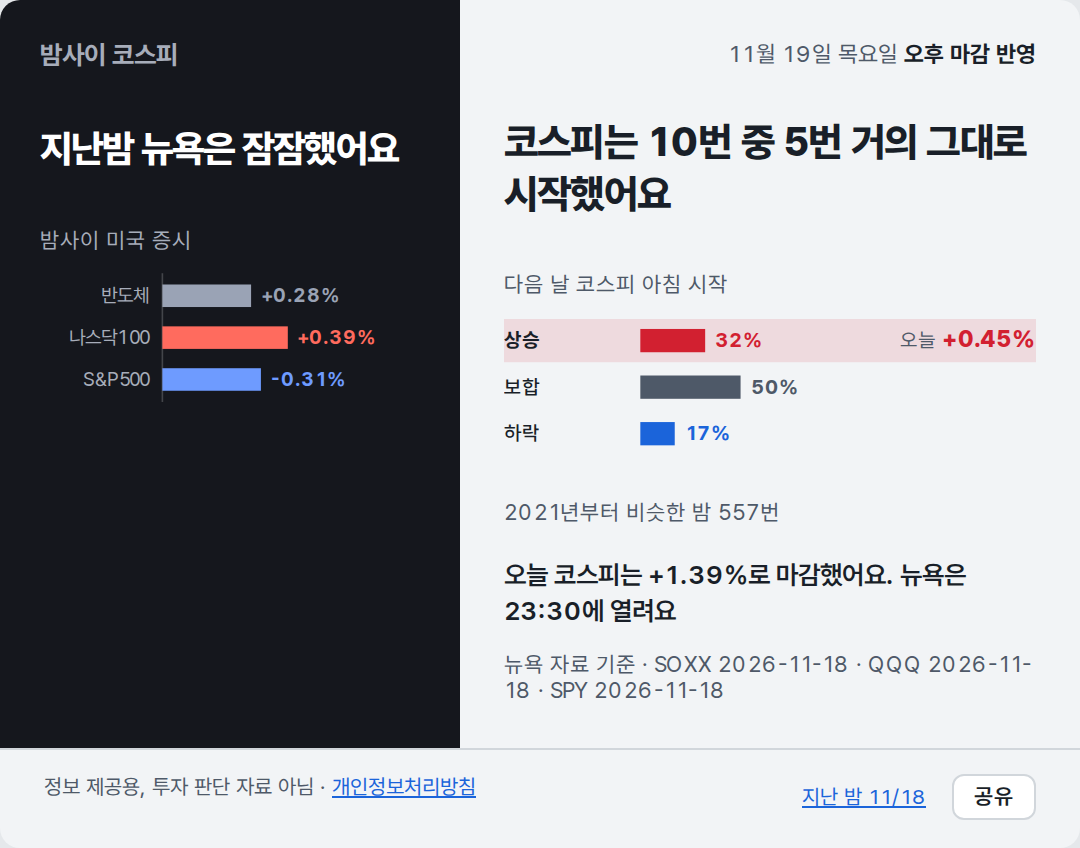 밤사이 코스피
지난밤 뉴욕은 잠잠했어요
밤사이 미국 증시
반도체 +0.28%
나스닥100 +0.39%
S&P500 -0.31%
11월 19일 목요일 오후 마감 반영
코스피는 10번 중 5번 거의 그대로
시작했어요
다음 날 코스피 아침 시작
상승 32% 오늘 +0.45%
보합 50%
하락 17%
2021년부터 비슷한 밤 557번
오늘 코스피는 +1.39%로 마감했어요. 뉴욕은
23:30에 열려요
뉴욕 자료 기준 · SOXX 2026-11-18 · QQQ 2026-11-
18 · SPY 2026-11-18
정보 제공용, 투자 판단 자료 아님 · 개인정보처리방침
지난 밤 11/18
공유